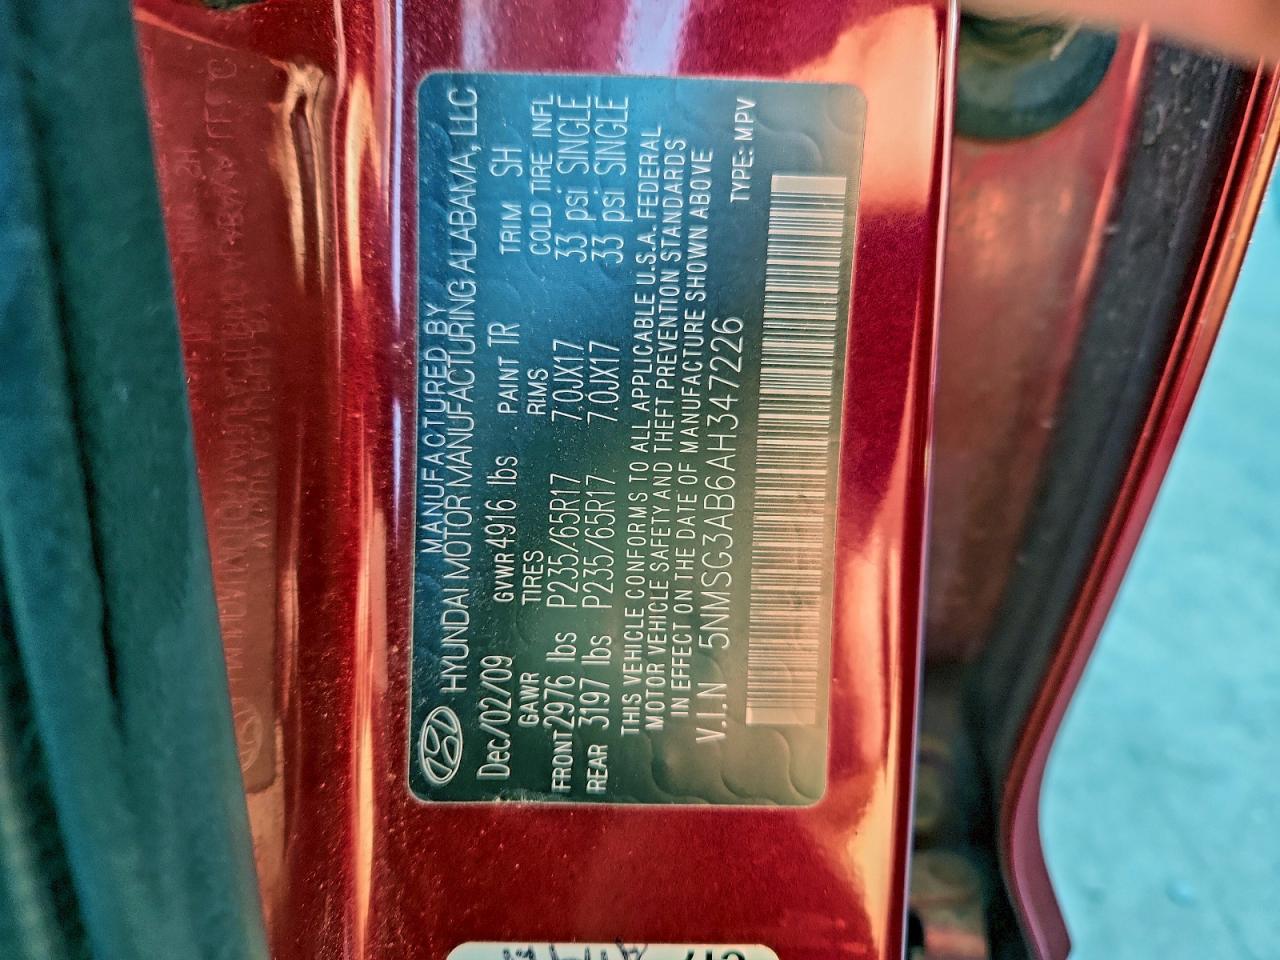 MANUFACTURED BY
HYUNDAI MOTOR MANUFACTURING ALABAMA, LLC
Dec/02/09 GVWR 4916 lbs PAINT TR TRIM SH
GAWR TIRES RIMS COLD TIRE INFL
FRONT 2976 lbs P235/65R17 7.0JX17 33 psi SINGLE
REAR 3197 lbs P235/65R17 7.0JX17 33 psi SINGLE
THIS VEHICLE CONFORMS TO ALL APPLICABLE U.S.A. FEDERAL
MOTOR VEHICLE SAFETY AND THEFT PREVENTION STANDARDS
IN EFFECT ON THE DATE OF MANUFACTURE SHOWN ABOVE
V.I.N 5NMSG3AB6AH347226 TYPE: MPV